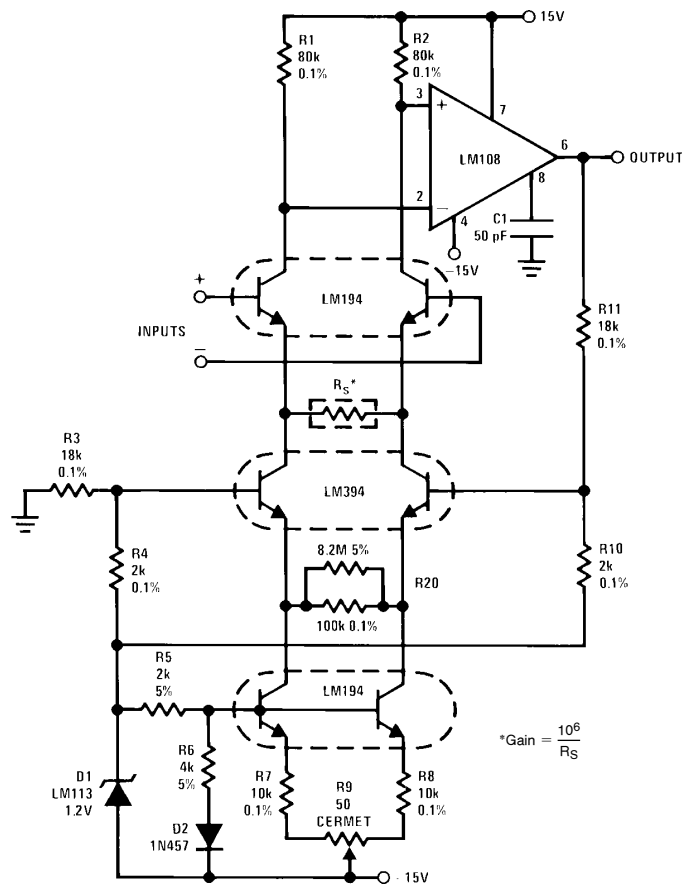 15V
R1
80k
0.1%
R2
80k
0.1%
3
+
7
LM108
6
OUTPUT
2
−
4
8
C1
50 pF
−15V
+
LM194
INPUTS
−
R11
18k
0.1%
RS*
R3
18k
0.1%
LM394
R4
2k
0.1%
8.2M 5%
R20
R10
2k
0.1%
100k 0.1%
R5
2k
5%
LM194
*Gain = 10⁶/RS
R6
4k
5%
R7
10k
0.1%
R9
50
CERMET
R8
10k
0.1%
D1
LM113
1.2V
D2
1N457
- 15V